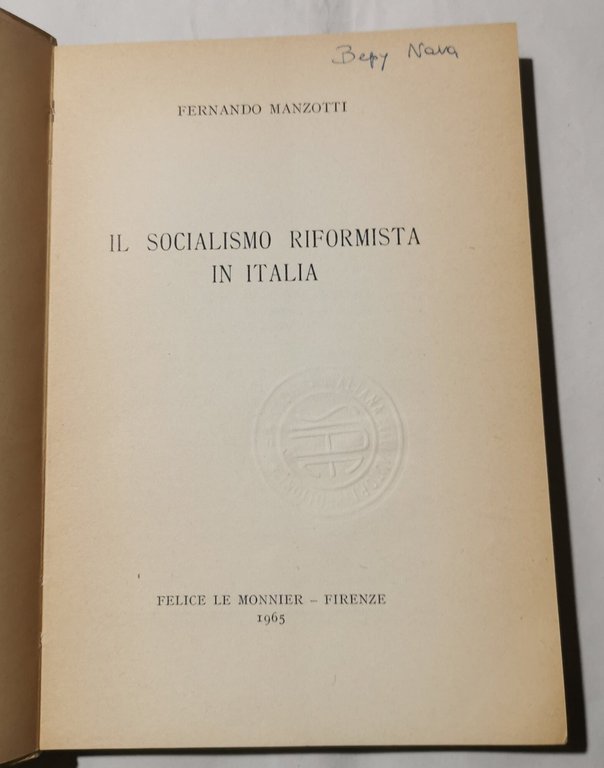 Bepy Nava
FERNANDO MANZOTTI
IL SOCIALISMO RIFORMISTA
IN ITALIA
FELICE LE MONNIER – FIRENZE
1965